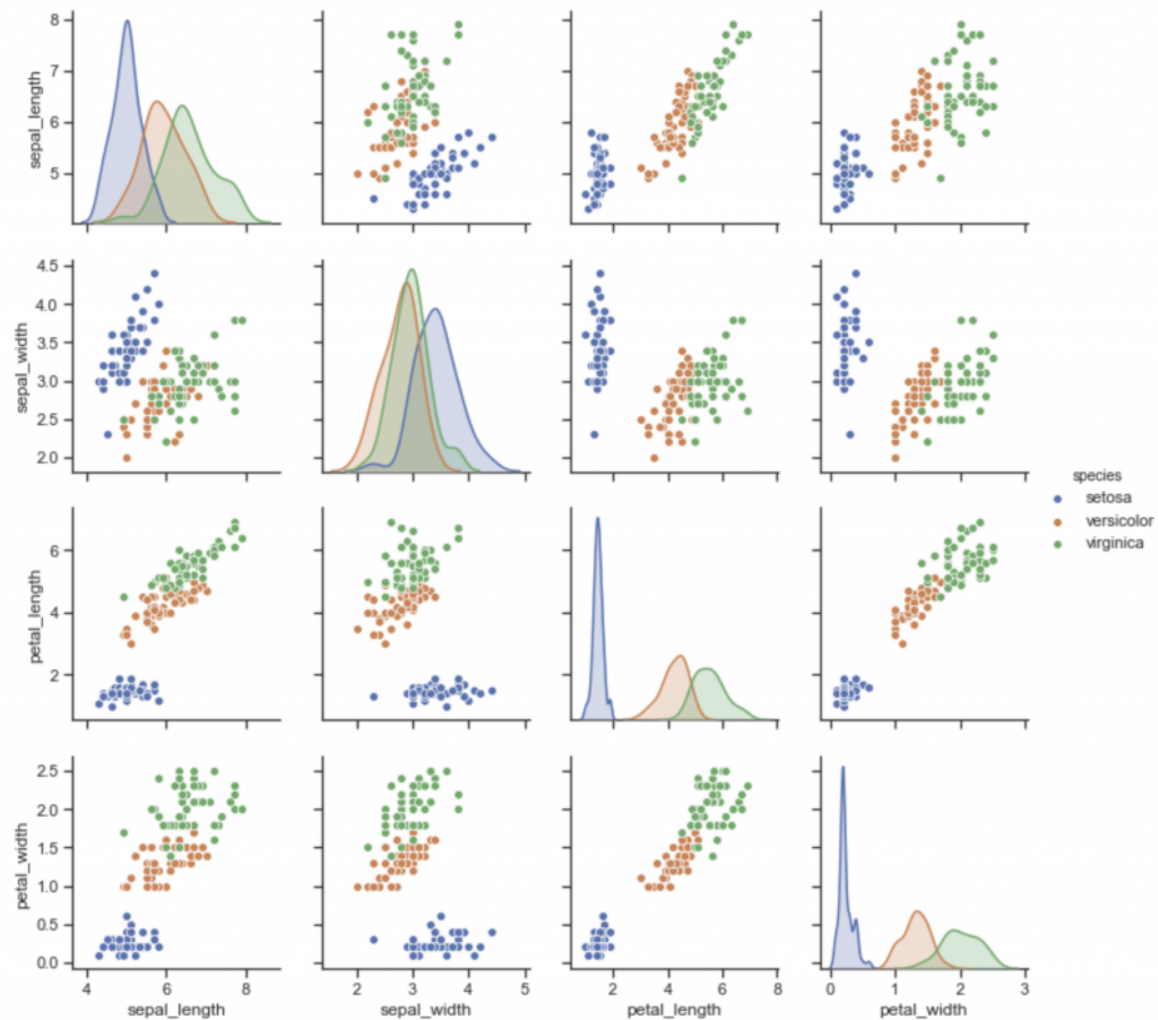 8
7
6
5
sepal_length
4.5
4.0
3.5
3.0
2.5
2.0
sepal_width
species
setosa
versicolor
virginica
6
4
2
petal_length
2.5
2.0
1.5
1.0
0.5
0.0
petal_width
4 6 8
sepal_length
2 3 4 5
sepal_width
2 4 6 8
petal_length
0 1 2 3
petal_width